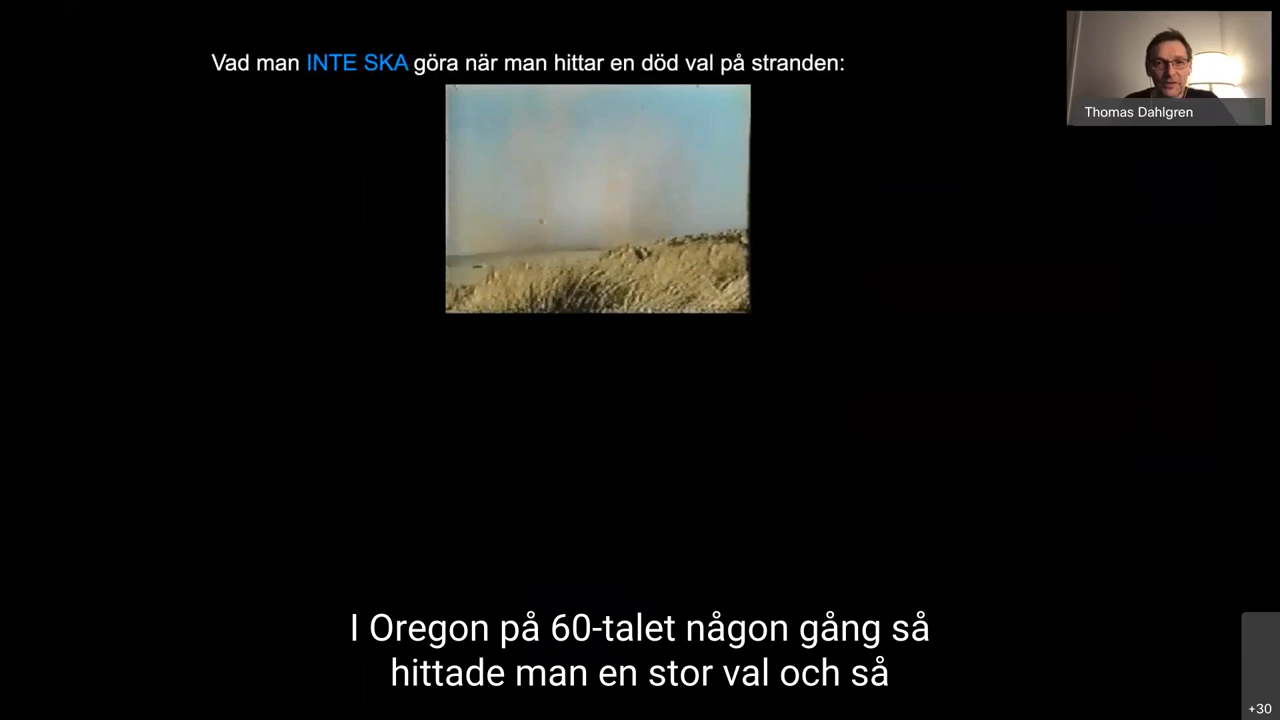 Vad man INTE SKA göra när man hittar en död val på stranden:
Thomas Dahlgren
I Oregon på 60-talet någon gång så
hittade man en stor val och så
+30